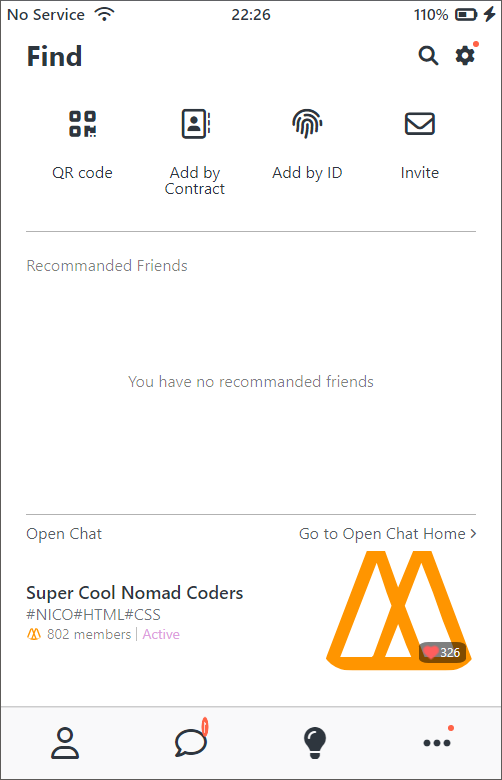 No Service 22:26 110%
Find
QR code
Add by
Contract
Add by ID
Invite
Recommanded Friends
You have no recommanded friends
Open Chat
Go to Open Chat Home
Super Cool Nomad Coders
#NICO#HTML#CSS
802 members | Active
326